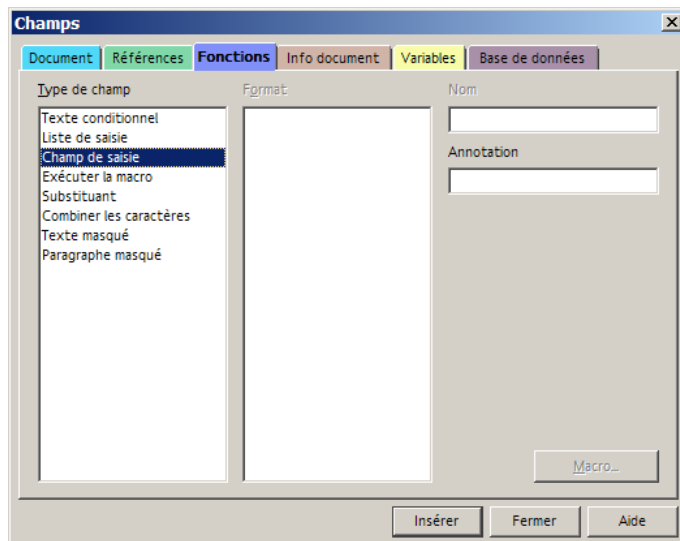 Champs
Document Références Fonctions Info document Variables Base de données
Type de champ Format Nom
Texte conditionnel
Liste de saisie
Champ de saisie
Annotation
Exécuter la macro
Substituant
Combiner les caractères
Texte masqué
Paragraphe masqué
Macro...
Insérer Fermer Aide